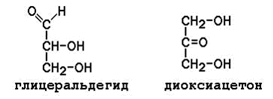 O H
C
CH-OH
CH₂-OH
глицеральдегид
CH₂-OH
C=O
CH₂-OH
диоксиацетон